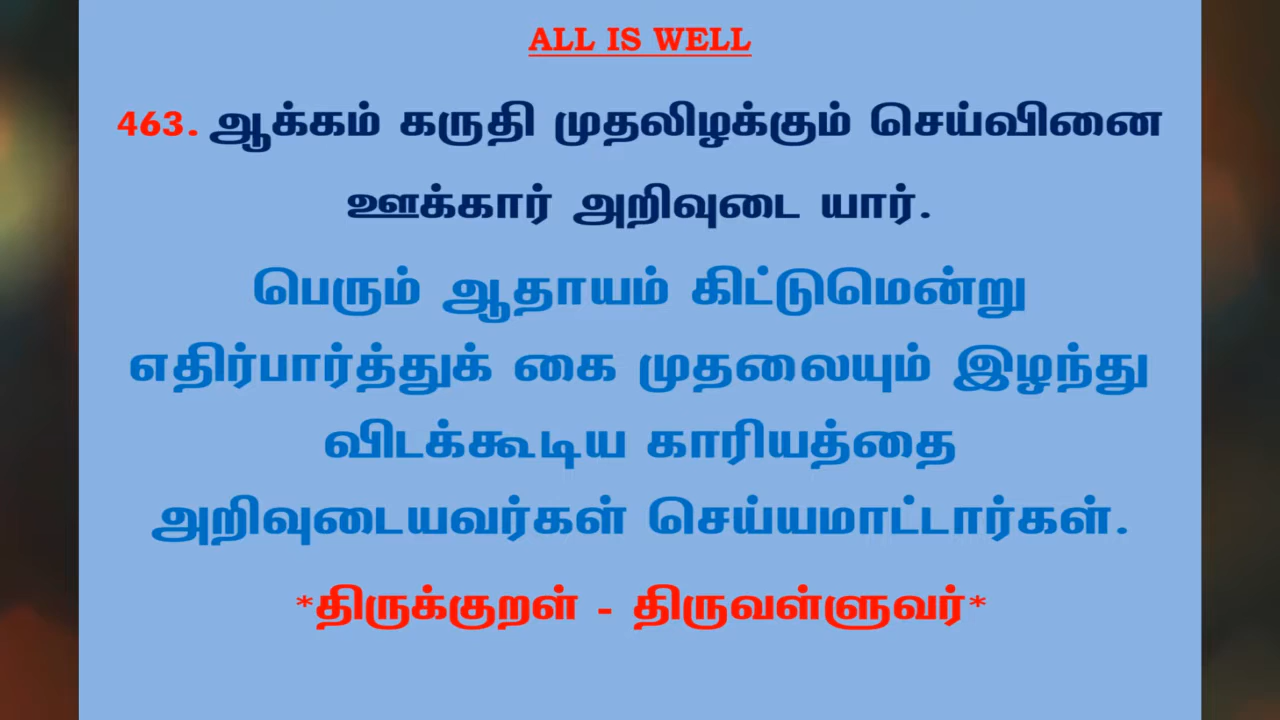 ALL IS WELL
463. ஆக்கம் கருதி முதலிழக்கும் செய்வினை
ஊக்கார் அறிவுடை யார்.
பெரும் ஆதாயம் கிட்டுமென்று
எதிர்பார்த்துக் கை முதலையும் இழந்து
விடக்கூடிய காரியத்தை
அறிவுடையவர்கள் செய்யமாட்டார்கள்.
*திருக்குறள் - திருவள்ளுவர்*